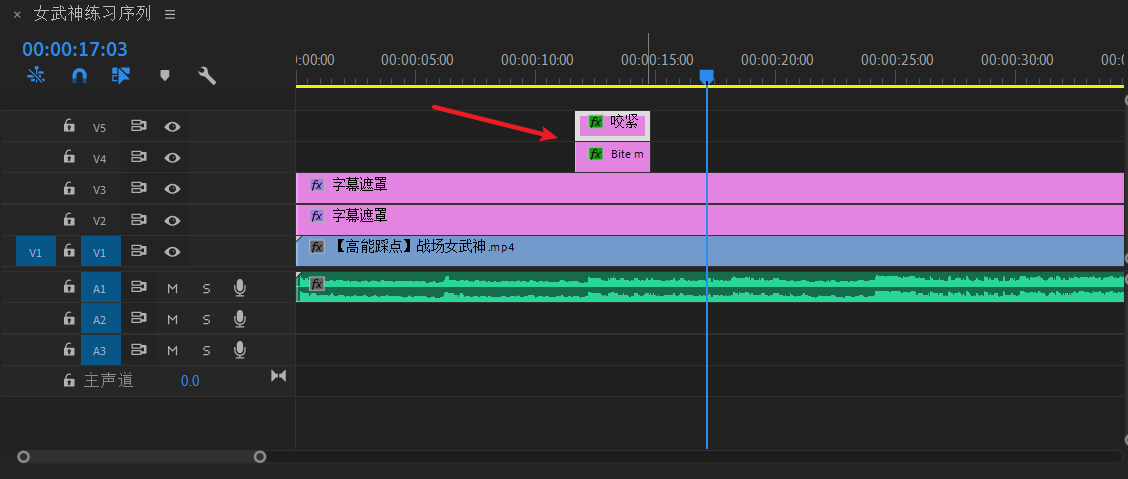 × 女武神练习序列 ≡
00:00:17:03
:00:00 00:00:05:00 00:00:10:00 00:00:15:00 00:00:20:00 00:00:25:00 00:00:30:00 00:0
V5 fx 咬紧
V4 fx Bite m
V3 fx 字幕遮罩
V2 fx 字幕遮罩
V1 V1 fx 【高能踩点】战场女武神.mp4
A1 M S fx
A2 M S
A3 M S
主声道 0.0